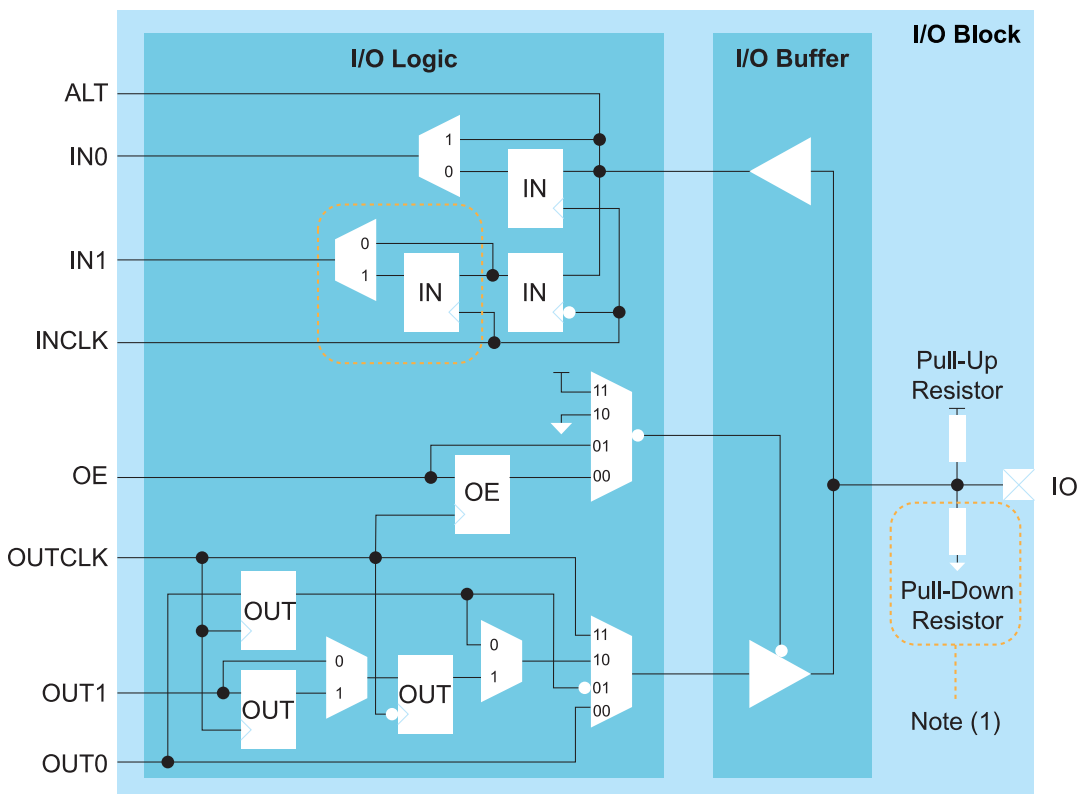 I/O Block
I/O Logic
I/O Buffer
ALT
1
IN0
0
IN
0
IN1
1
IN
IN
INCLK
Pull-Up
Resistor
11
10
01
OE
00
OE
IO
OUTCLK
Pull-Down
Resistor
OUT
11
0
10
0
1
01
OUT1
1
OUT
OUT
00
Note (1)
OUT0